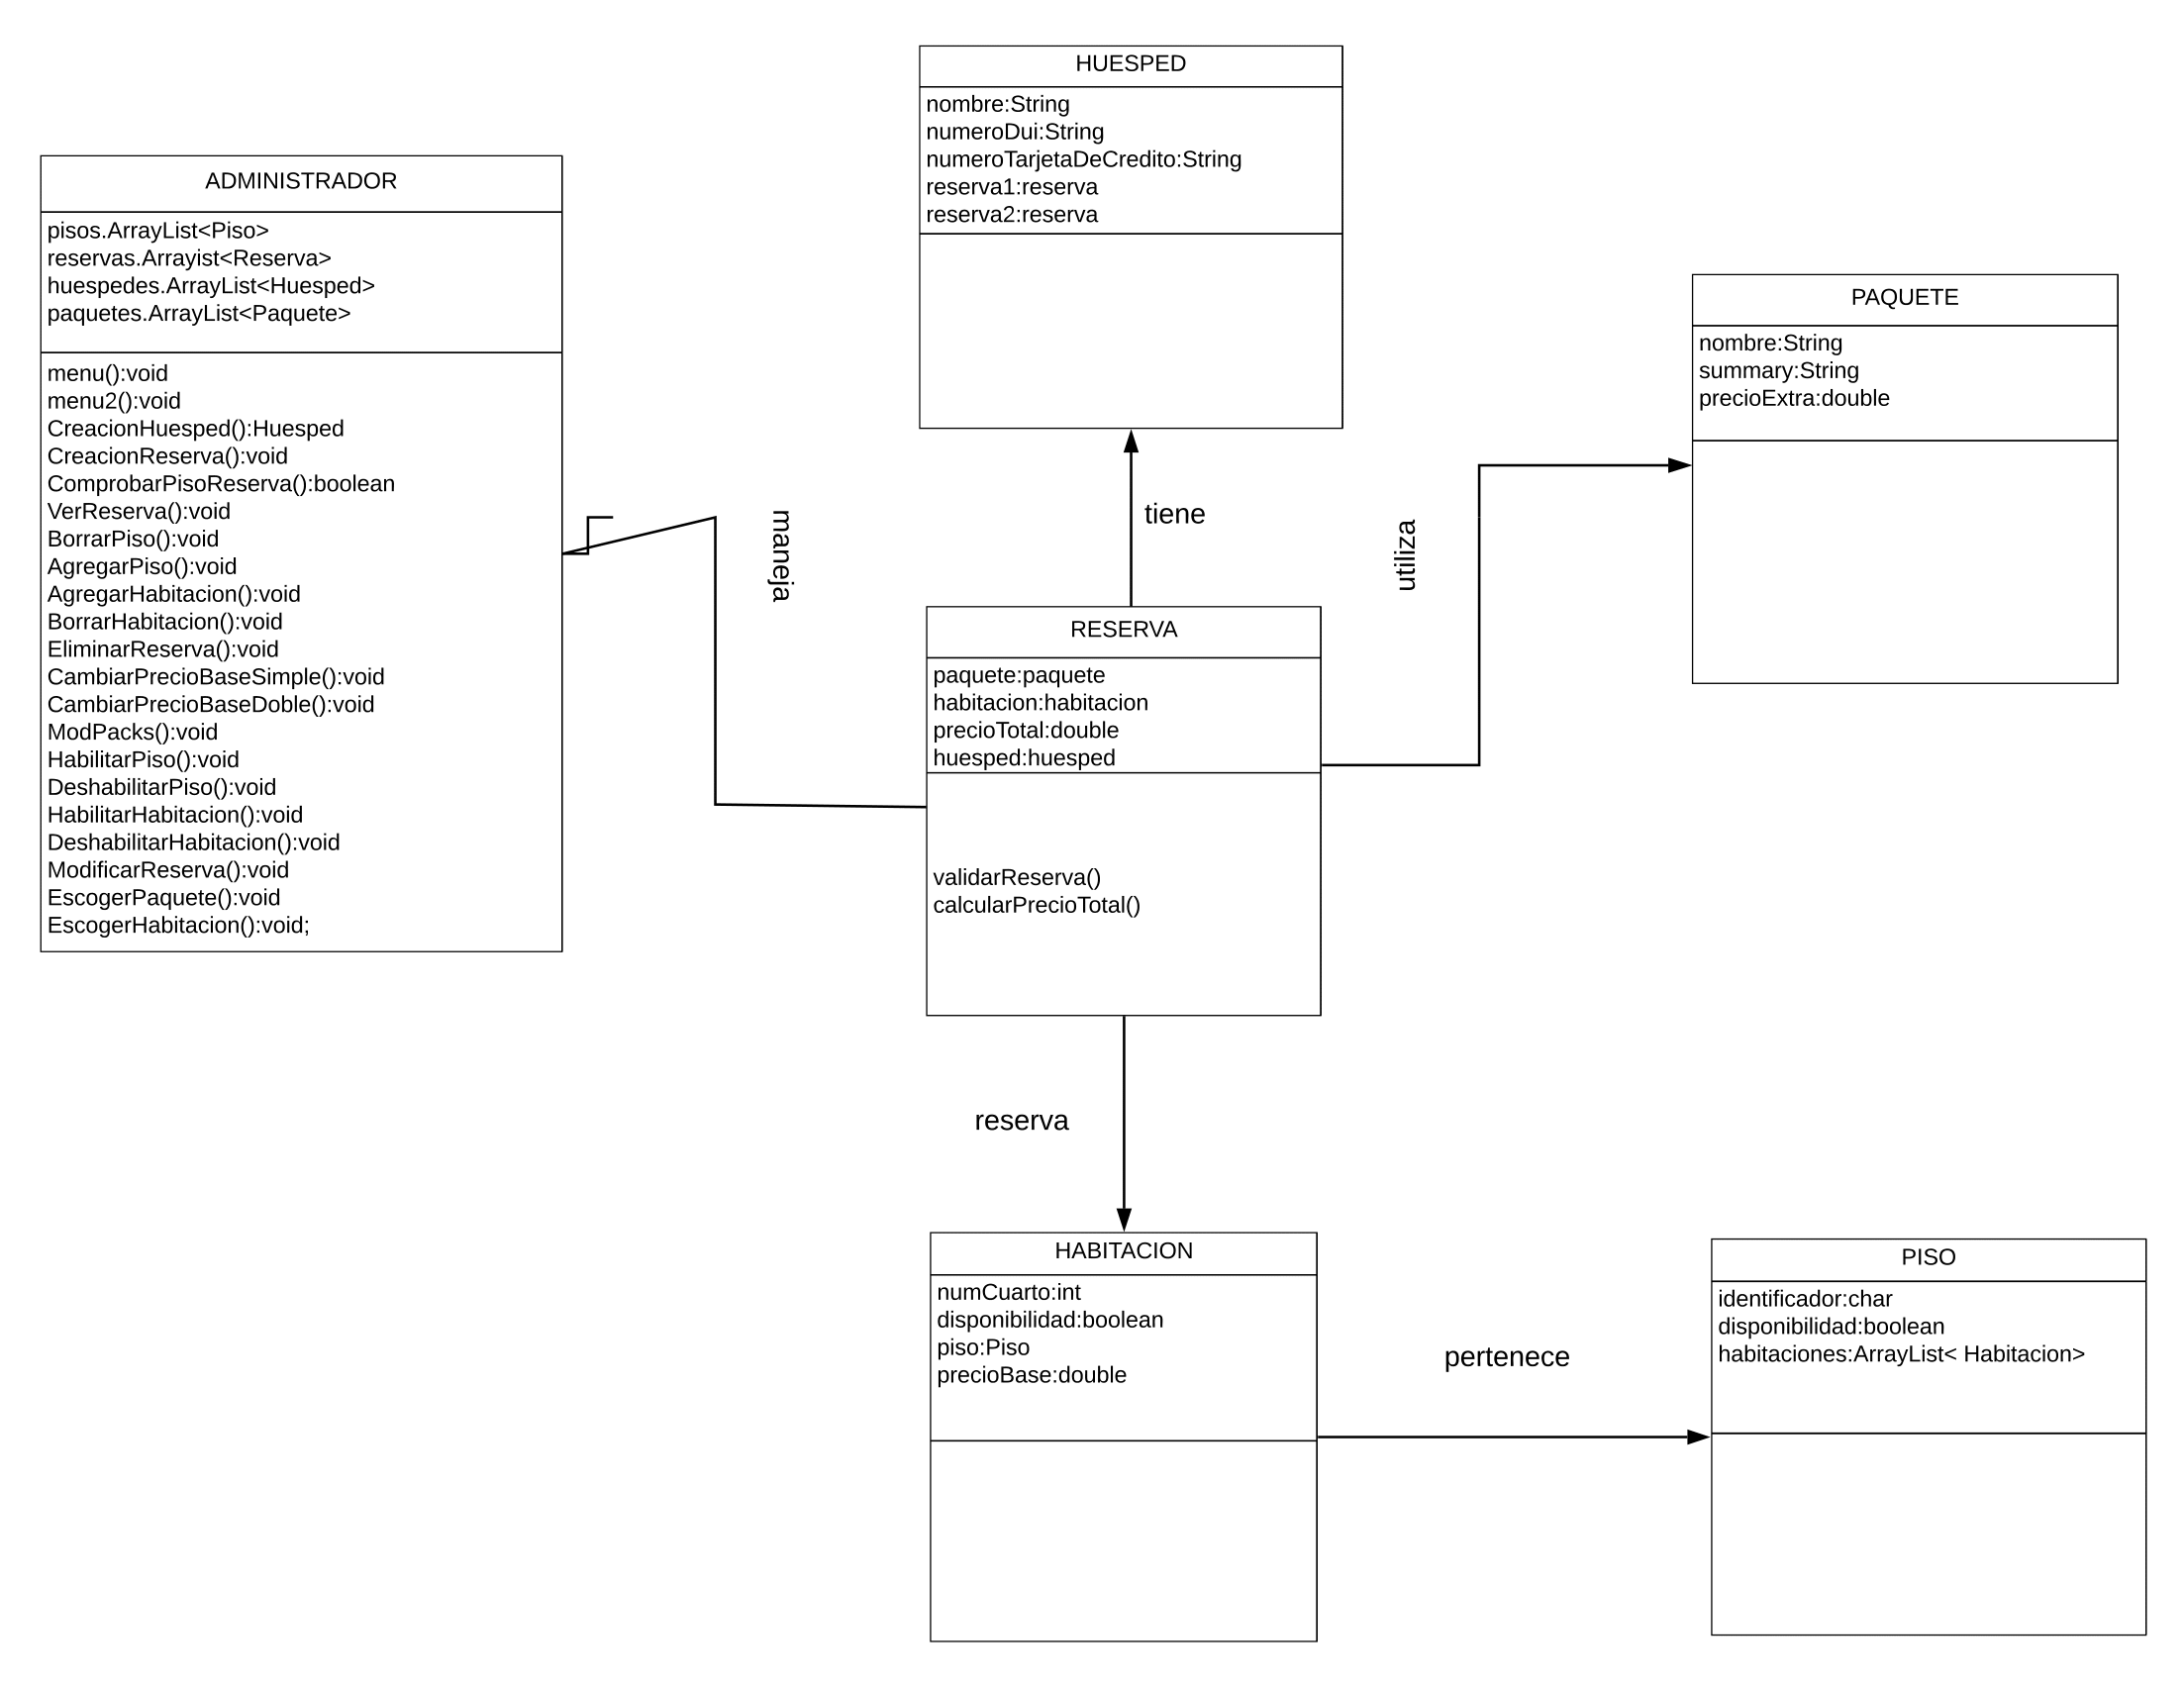 HUESPED
nombre:String
numeroDui:String
numeroTarjetaDeCredito:String
reserva1:reserva
reserva2:reserva
ADMINISTRADOR
pisos.ArrayList<Piso>
reservas.Arrayist<Reserva>
huespedes.ArrayList<Huesped>
paquetes.ArrayList<Paquete>
menu():void
menu2():void
CreacionHuesped():Huesped
CreacionReserva():void
ComprobarPisoReserva():boolean
VerReserva():void
BorrarPiso():void
AgregarPiso():void
AgregarHabitacion():void
BorrarHabitacion():void
EliminarReserva():void
CambiarPrecioBaseSimple():void
CambiarPrecioBaseDoble():void
ModPacks():void
HabilitarPiso():void
DeshabilitarPiso():void
HabilitarHabitacion():void
DeshabilitarHabitacion():void
ModificarReserva():void
EscogerPaquete():void
EscogerHabitacion():void;
PAQUETE
nombre:String
summary:String
precioExtra:double
maneja
tiene
utiliza
RESERVA
paquete:paquete
habitacion:habitacion
precioTotal:double
huesped:huesped
validarReserva()
calcularPrecioTotal()
reserva
HABITACION
numCuarto:int
disponibilidad:boolean
piso:Piso
precioBase:double
pertenece
PISO
identificador:char
disponibilidad:boolean
habitaciones:ArrayList< Habitacion>